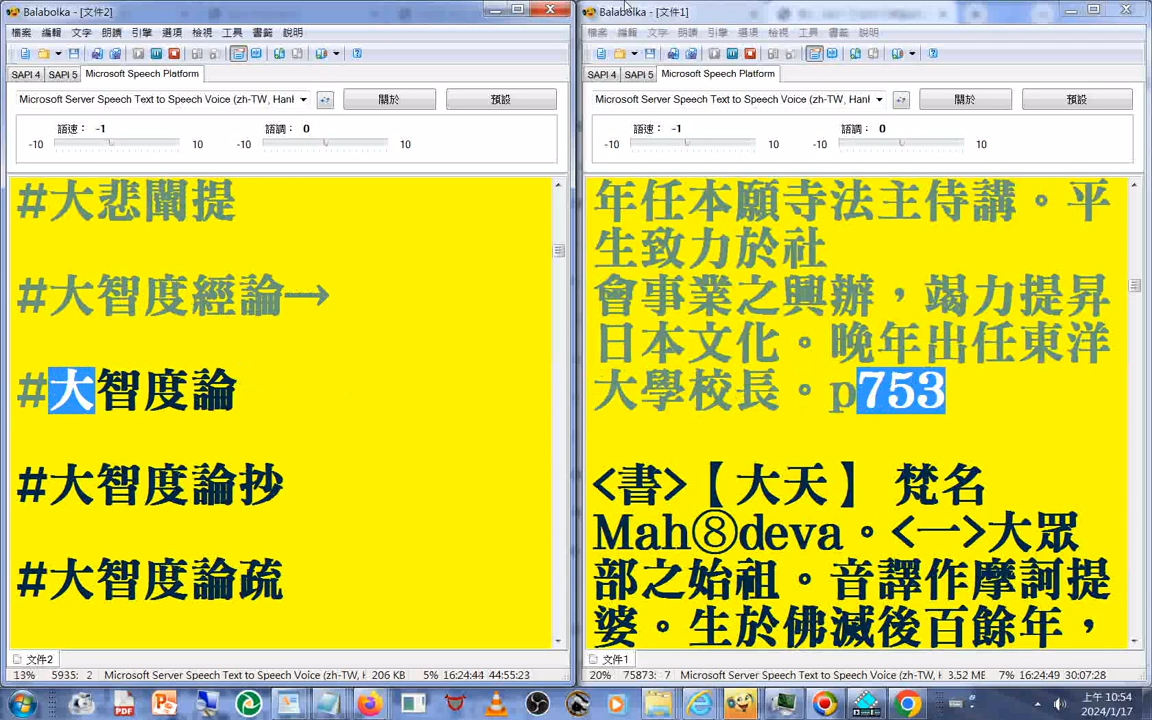 Balabolka - [文件2]
檔案 編輯 文字 朗讀 引擎 選項 檢視 工具 書籤 說明
SAPI 4 SAPI 5 Microsoft Speech Platform
Microsoft Server Speech Text to Speech Voice (zh-TW, Hanl
關於 預設
語速： -1 語調： 0
-10 10 -10 10
#大悲闡提
#大智度經論→
#大智度論
#大智度論抄
#大智度論疏
文件2
13% 5935: 2 Microsoft Server Speech Text to Speech Voice (zh-TW, H 206 KB 5% 16:24:44 44:55:23
Balabolka - [文件1]
檔案 編輯 文字 朗讀 引擎 選項 檢視 工具 書籤 說明
SAPI 4 SAPI 5 Microsoft Speech Platform
Microsoft Server Speech Text to Speech Voice (zh-TW, Hanl
關於 預設
語速： -1 語調： 0
-10 10 -10 10
年任本願寺法主侍講。平
生致力於社
會事業之興辦，竭力提昇
日本文化。晚年出任東洋
大學校長。p753
<書>【大天】 梵名
Mah⑧deva。<一>大眾
部之始祖。音譯作摩訶提
婆。生於佛滅後百餘年，
文件1
20% 75873: 7 Microsoft Server Speech Text to Speech Voice (zh-TW, H 3.52 MB 7% 16:24:49 30:07:28
上午 10:54
2024/1/17